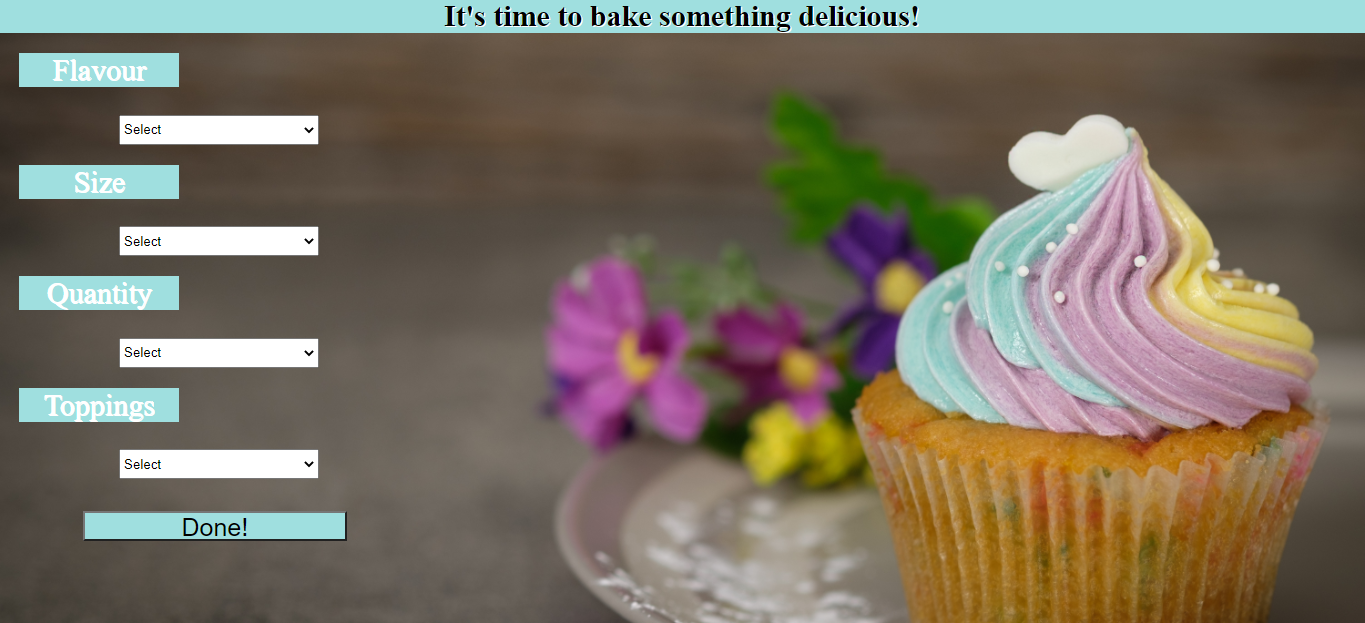 It's time to bake something delicious!
Flavour
Select
Size
Select
Quantity
Select
Toppings
Select
Done!